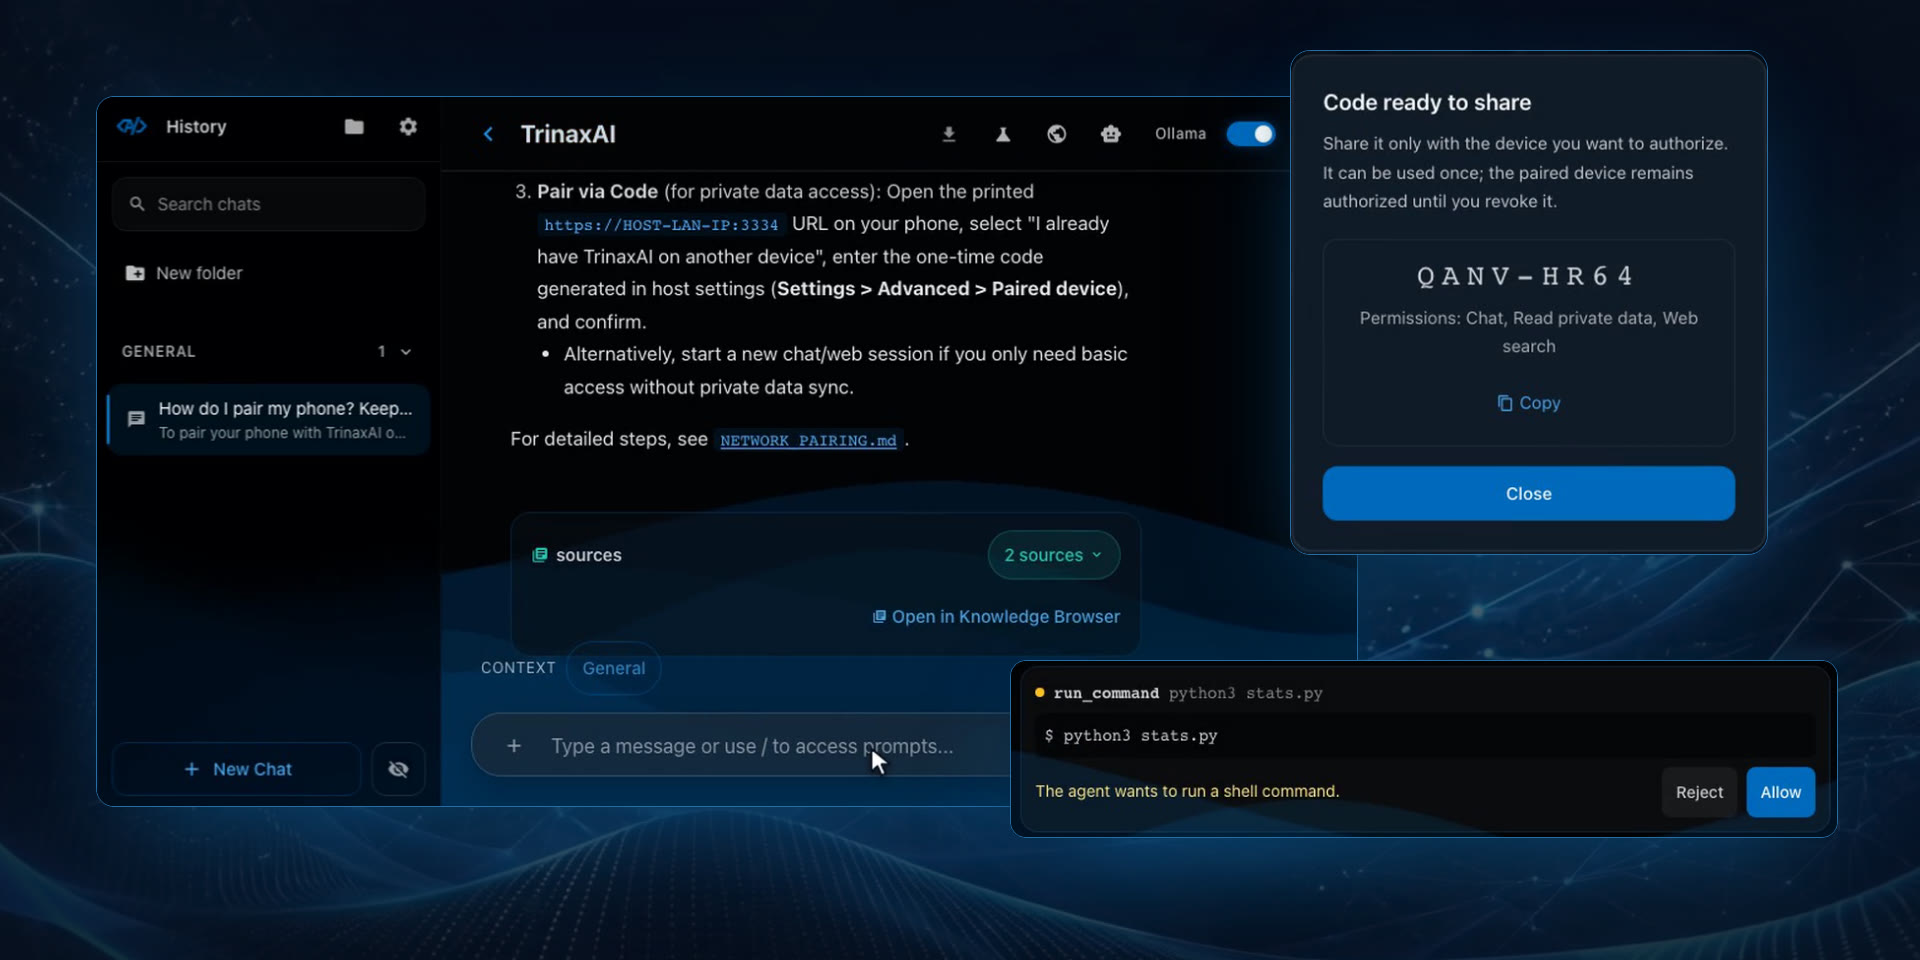 History
Search chats
New folder
GENERAL 1
How do I pair my phone? Keep...
To pair your phone with TrinaxAI o...
+ New Chat
TrinaxAI
Ollama
3. Pair via Code (for private data access): Open the printed
https://HOST-LAN-IP:3334 URL on your phone, select "I already
have TrinaxAI on another device", enter the one-time code
generated in host settings (Settings > Advanced > Paired device),
and confirm.
• Alternatively, start a new chat/web session if you only need basic
access without private data sync.
For detailed steps, see NETWORK_PAIRING.md .
sources
2 sources
Open in Knowledge Browser
CONTEXT General
+ Type a message or use / to access prompts...
Code ready to share
Share it only with the device you want to authorize.
It can be used once; the paired device remains
authorized until you revoke it.
QANV-HR64
Permissions: Chat, Read private data, Web
search
Copy
Close
run_command python3 stats.py
$ python3 stats.py
The agent wants to run a shell command.
Reject
Allow